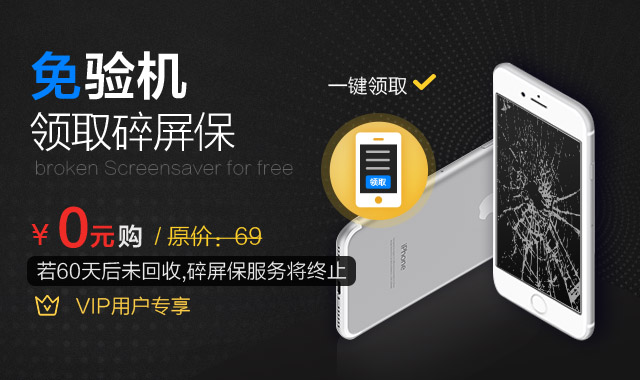 免验机
领取碎屏保
broken Screensaver for free
¥0元购 / 原价：69
若60天后未回收,碎屏保服务将终止
VIP用户专享
一键领取
领取
iPhone